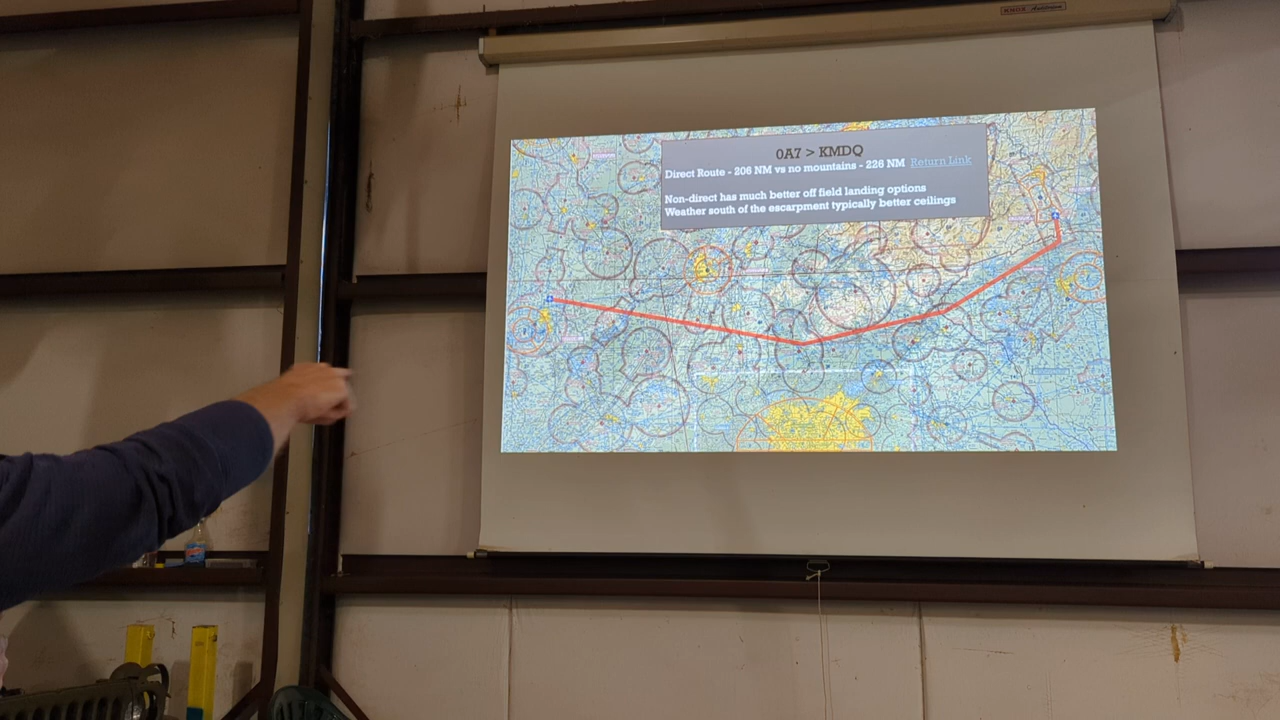 KNOX
0A7 > KMDQ
Direct Route - 206 NM vs no mountains - 226 NM Return Link
Non-direct has much better off field landing options
Weather south of the escarpment typically better ceilings